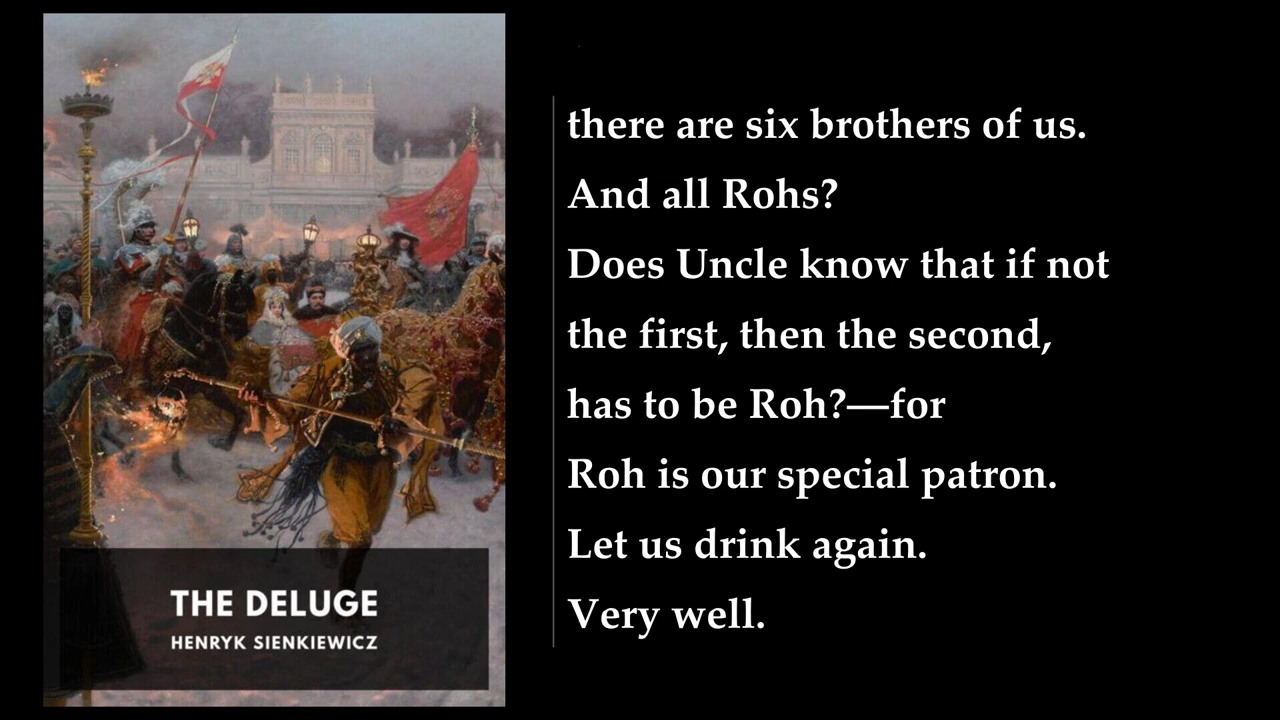 THE DELUGE
HENRYK SIENKIEWICZ
there are six brothers of us.
And all Rohs?
Does Uncle know that if not
the first, then the second,
has to be Roh?—for
Roh is our special patron.
Let us drink again.
Very well.